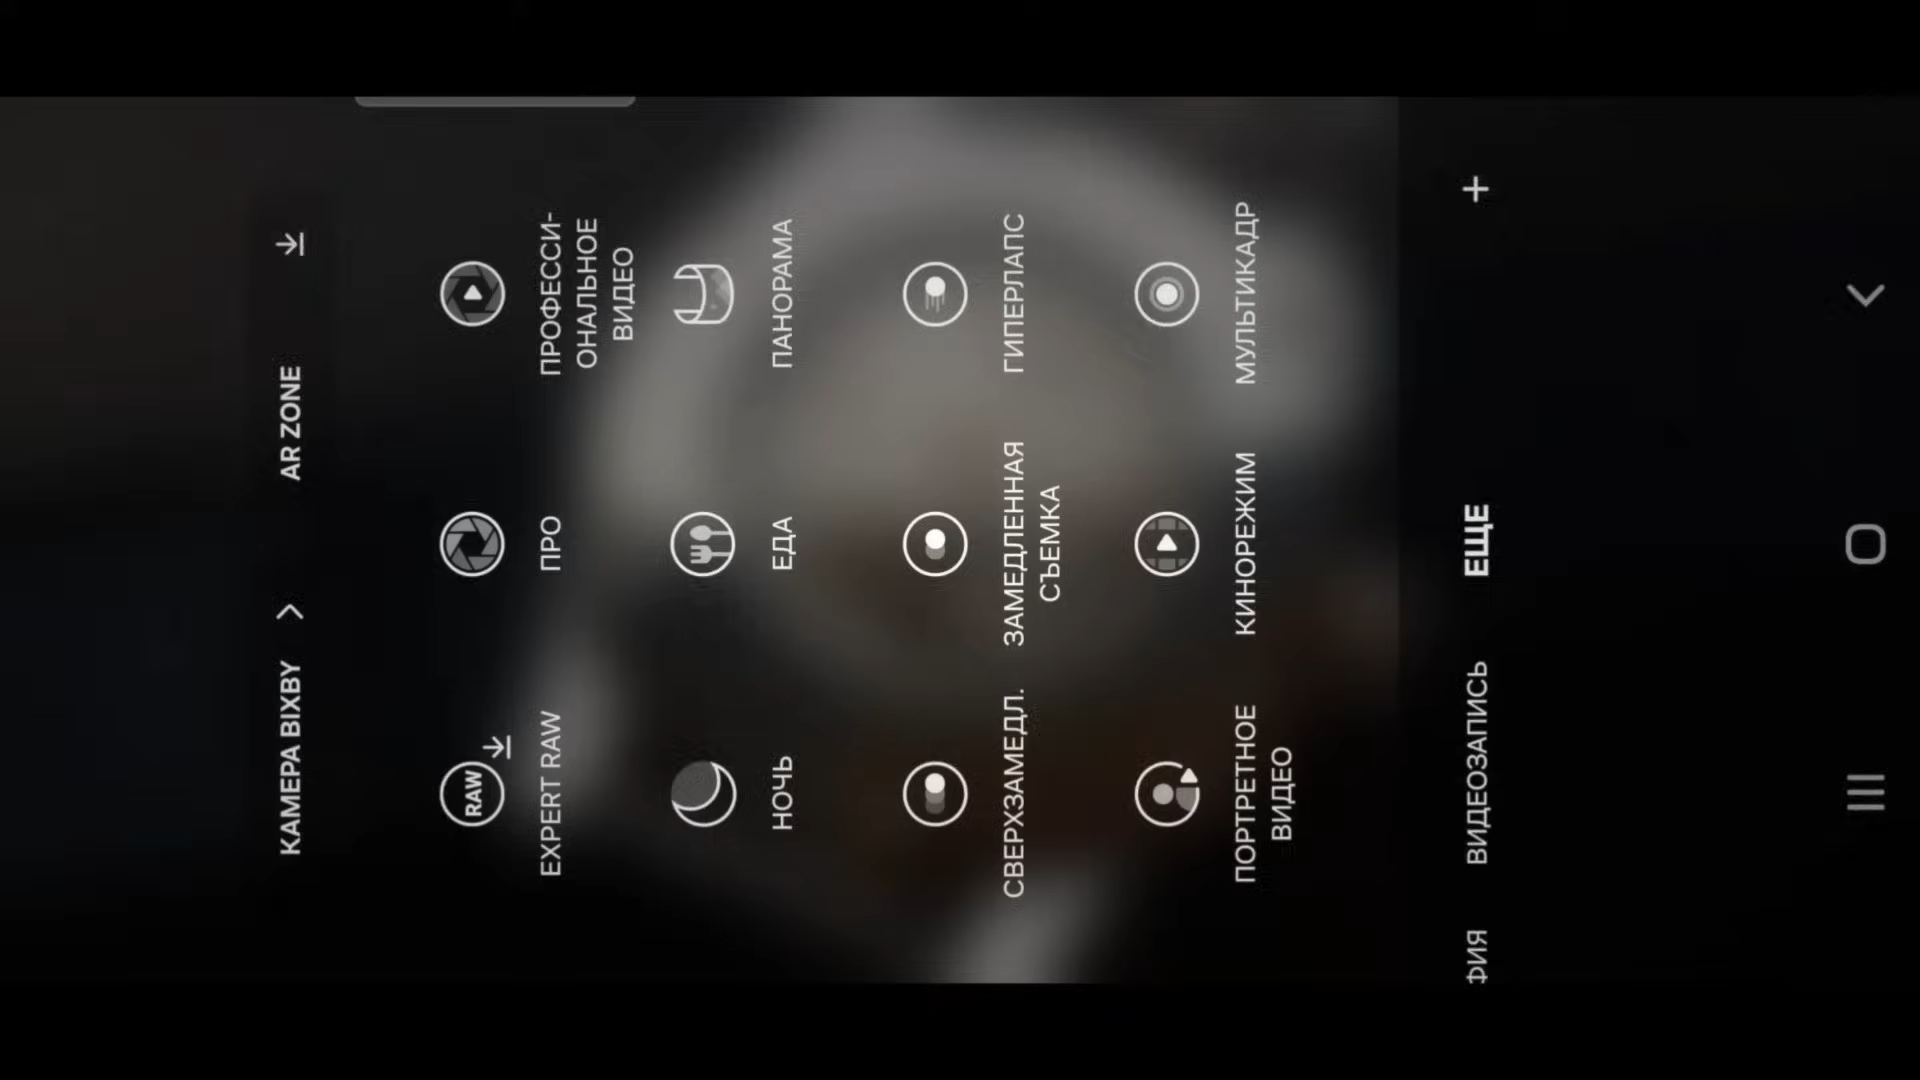 КАМЕРА BIXBY
AR ZONE
RAW
EXPERT RAW
ПРО
ПРОФЕССИ-
ОНАЛЬНОЕ
ВИДЕО
НОЧЬ
ЕДА
ПАНОРАМА
СВЕРХЗАМЕДЛ.
ЗАМЕДЛЕННАЯ
СЪЕМКА
ГИПЕРЛАПС
ПОРТРЕТНОЕ
ВИДЕО
КИНОРЕЖИМ
МУЛЬТИКАДР
ФИЯ ВИДЕОЗАПИСЬ ЕЩЕ +